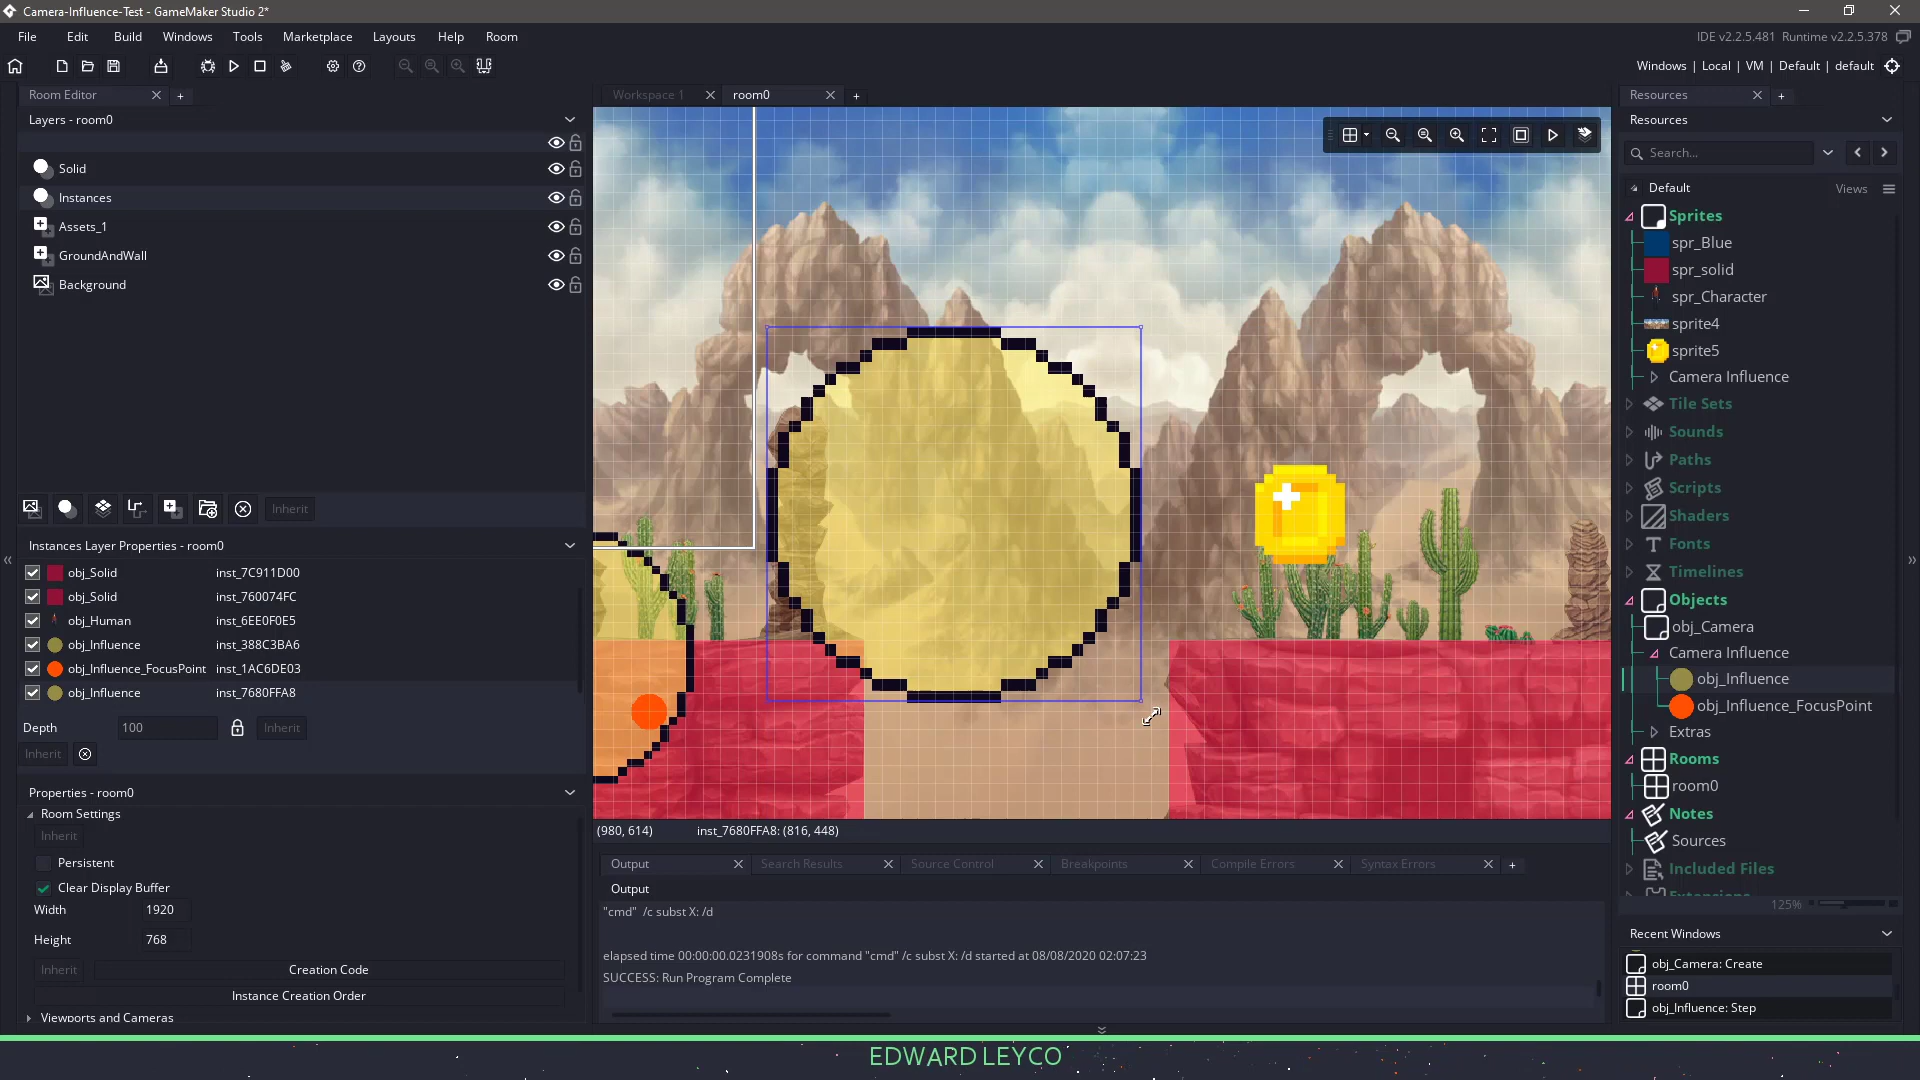 Camera-Influence-Test - GameMaker Studio 2*
File Edit Build Windows Tools Marketplace Layouts Help Room
IDE v2.2.5.481 Runtime v2.2.5.378
Windows | Local | VM | Default | default
Room Editor
Layers - room0
Solid
Instances
Assets_1
GroundAndWall
Background
Inherit
Instances Layer Properties - room0
obj_Solid inst_7C911D00
obj_Solid inst_760074FC
obj_Human inst_6EE0F0E5
obj_Influence inst_388C3BA6
obj_Influence_FocusPoint inst_1AC6DE03
obj_Influence inst_7680FFA8
Depth 100 Inherit
Inherit
Properties - room0
Room Settings
Inherit
Persistent
Clear Display Buffer
Width 1920
Height 768
Inherit Creation Code
Instance Creation Order
Viewports and Cameras
Workspace 1 room0
(980, 614) inst_7680FFA8: (816, 448)
Output Search Results Source Control Breakpoints Compile Errors Syntax Errors
Output
"cmd" /c subst X: /d
elapsed time 00:00:00.0231908s for command "cmd" /c subst X: /d started at 08/08/2020 02:07:23
SUCCESS: Run Program Complete
Resources
Resources
Search...
Default Views
Sprites
spr_Blue
spr_solid
spr_Character
sprite4
sprite5
Camera Influence
Tile Sets
Sounds
Paths
Scripts
Shaders
Fonts
Timelines
Objects
obj_Camera
Camera Influence
obj_Influence
obj_Influence_FocusPoint
Extras
Rooms
room0
Notes
Sources
Included Files
Extensions
125%
Recent Windows
obj_Camera: Create
room0
obj_Influence: Step
EDWARD LEYCO